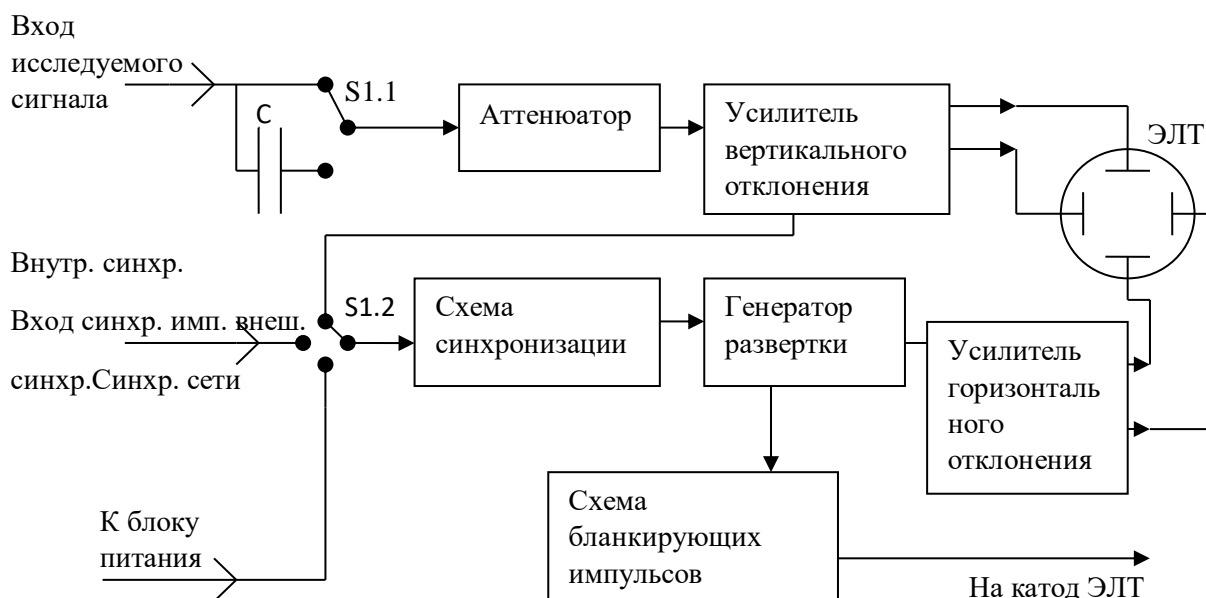 Вход
исследуемого
сигнала
C
S1.1
Аттенюатор
Усилитель
вертикального
отклонения
ЭЛТ
Внутр. синхр.
Вход синхр. имп. внеш.
синхр.Синхр. сети
S1.2
Схема
синхронизации
Генератор
развертки
Усилитель
горизонталь
ного
отклонения
К блоку
питания
Схема
бланкирующих
импульсов
На катод ЭЛТ